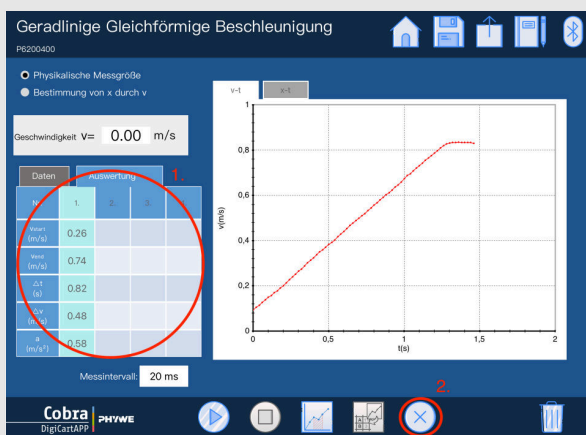 Geradlinige Gleichförmige Beschleunigung
P6200400
Physikalische Messgröße
Bestimmung von x durch v
Geschwindigkeit v= 0.00 m/s
Daten
Auswertung
1.
Nr.
1.
2.
3.
Vstart (m/s)
0.26
Vend (m/s)
0.74
△t (s)
0.82
△v (m/s)
0.48
a (m/s²)
0.58
Messintervall: 20 ms
v-t
x-t
v(m/s)
1
0,8
0,6
0,4
0,2
0
0 0,5 1 1,5 2
t(s)
2.
Cobra
DigiCartAPP
PHYWE